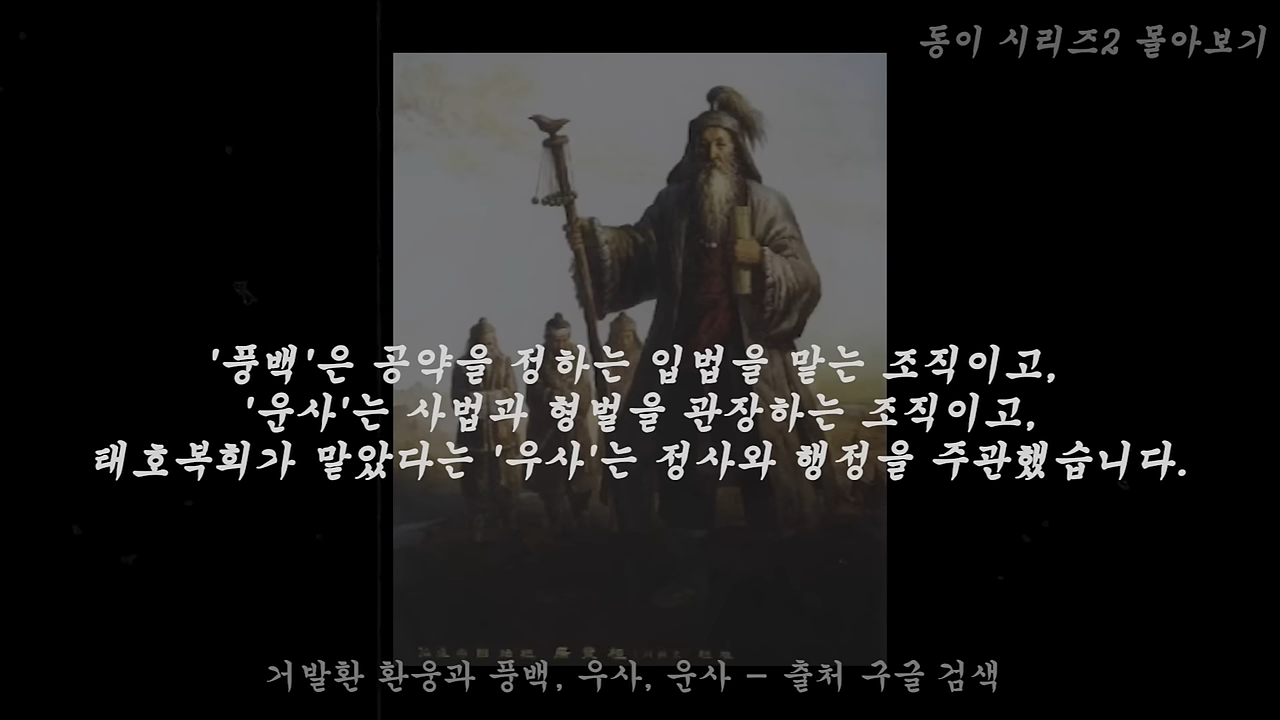 동이 시리즈2 몰아보기
'풍백'은 공약을 정하는 입법을 맡는 조직이고,
'운사'는 사법과 형벌을 관장하는 조직이고,
태호복희가 맡았다는 '우사'는 정사와 행정을 주관했습니다.
거발환 환웅과 풍백, 우사, 운사 - 출처 구글 검색